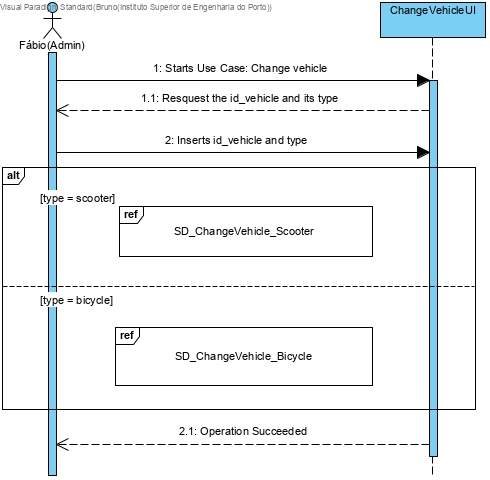 Visual Paradigm Standard(Bruno(Instituto Superior de Engenharia do Porto))
ChangeVehicleUI
Fábio(Admin)
1: Starts Use Case: Change vehicle
1.1: Resquest the id_vehicle and its type
2: Inserts id_vehicle and type
alt
[type = scooter]
ref
SD_ChangeVehicle_Scooter
[type = bicycle]
ref
SD_ChangeVehicle_Bicycle
2.1: Operation Succeeded